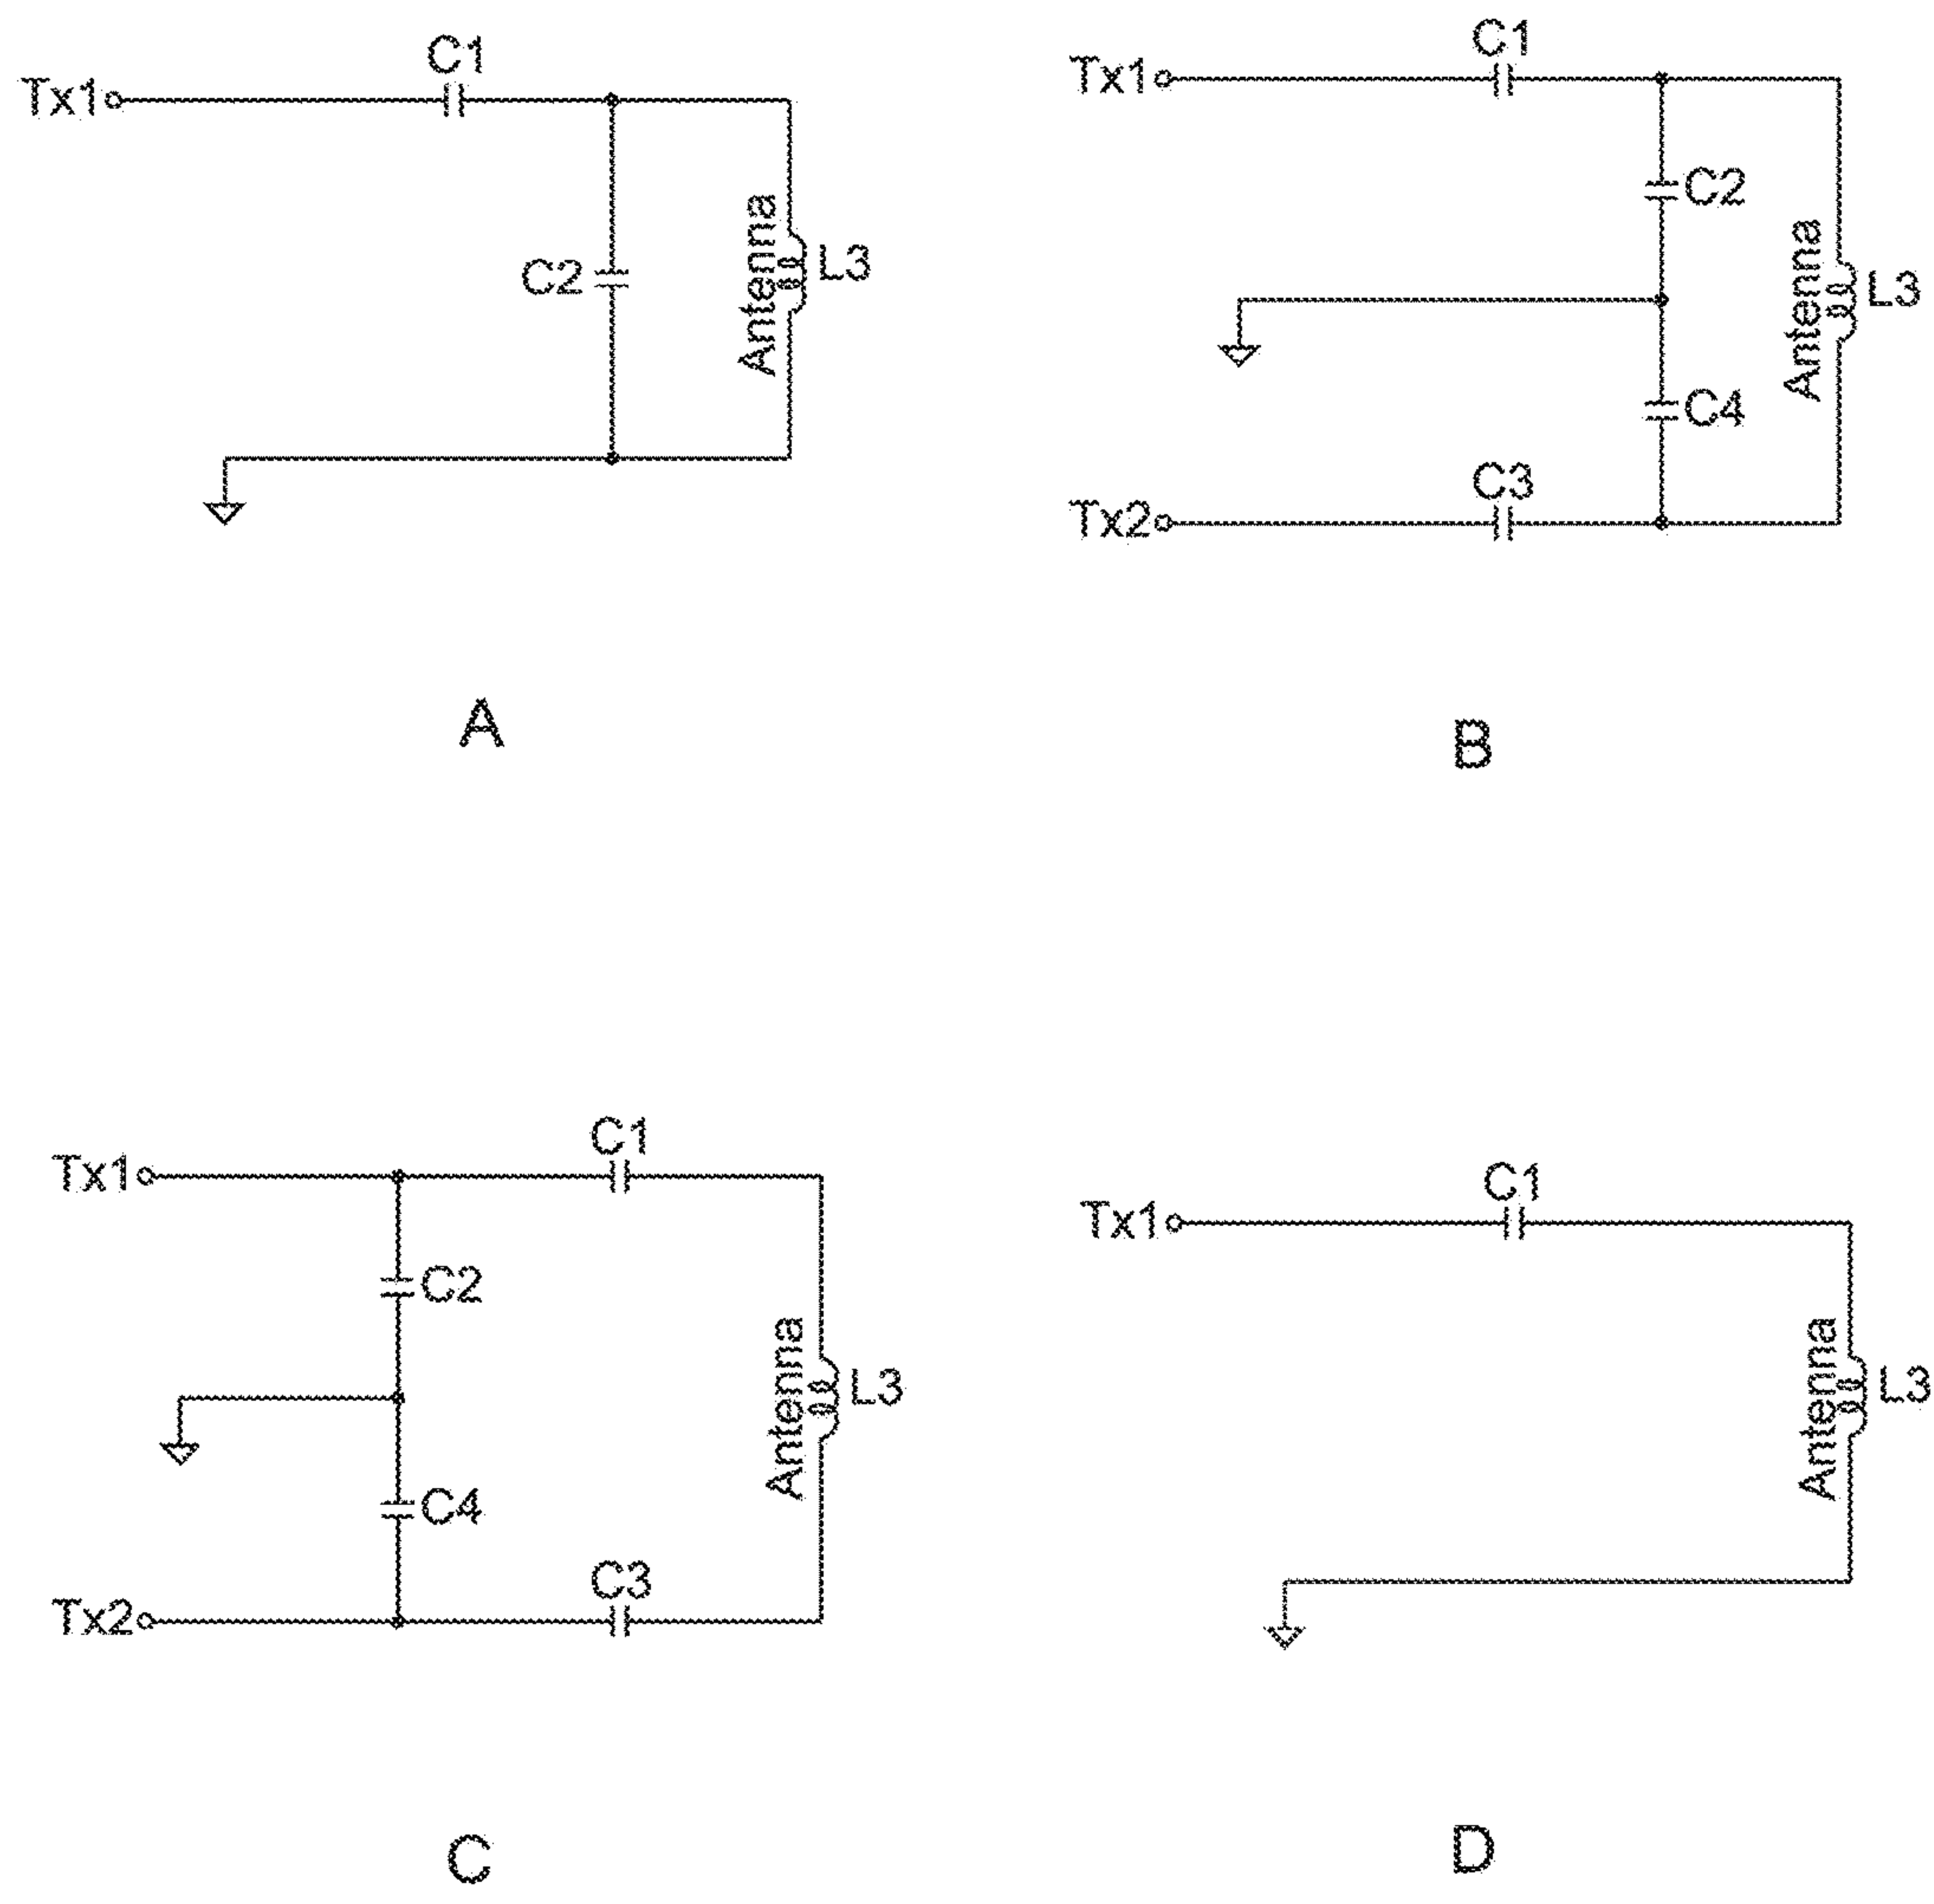 C1
Tx1
C2
Antenna
L3
A
C1
Tx1
C2
Antenna
L3
C4
C3
Tx2
B
C1
Tx1
C2
Antenna
L3
C4
C3
Tx2
C
C1
Tx1
Antenna
L3
D